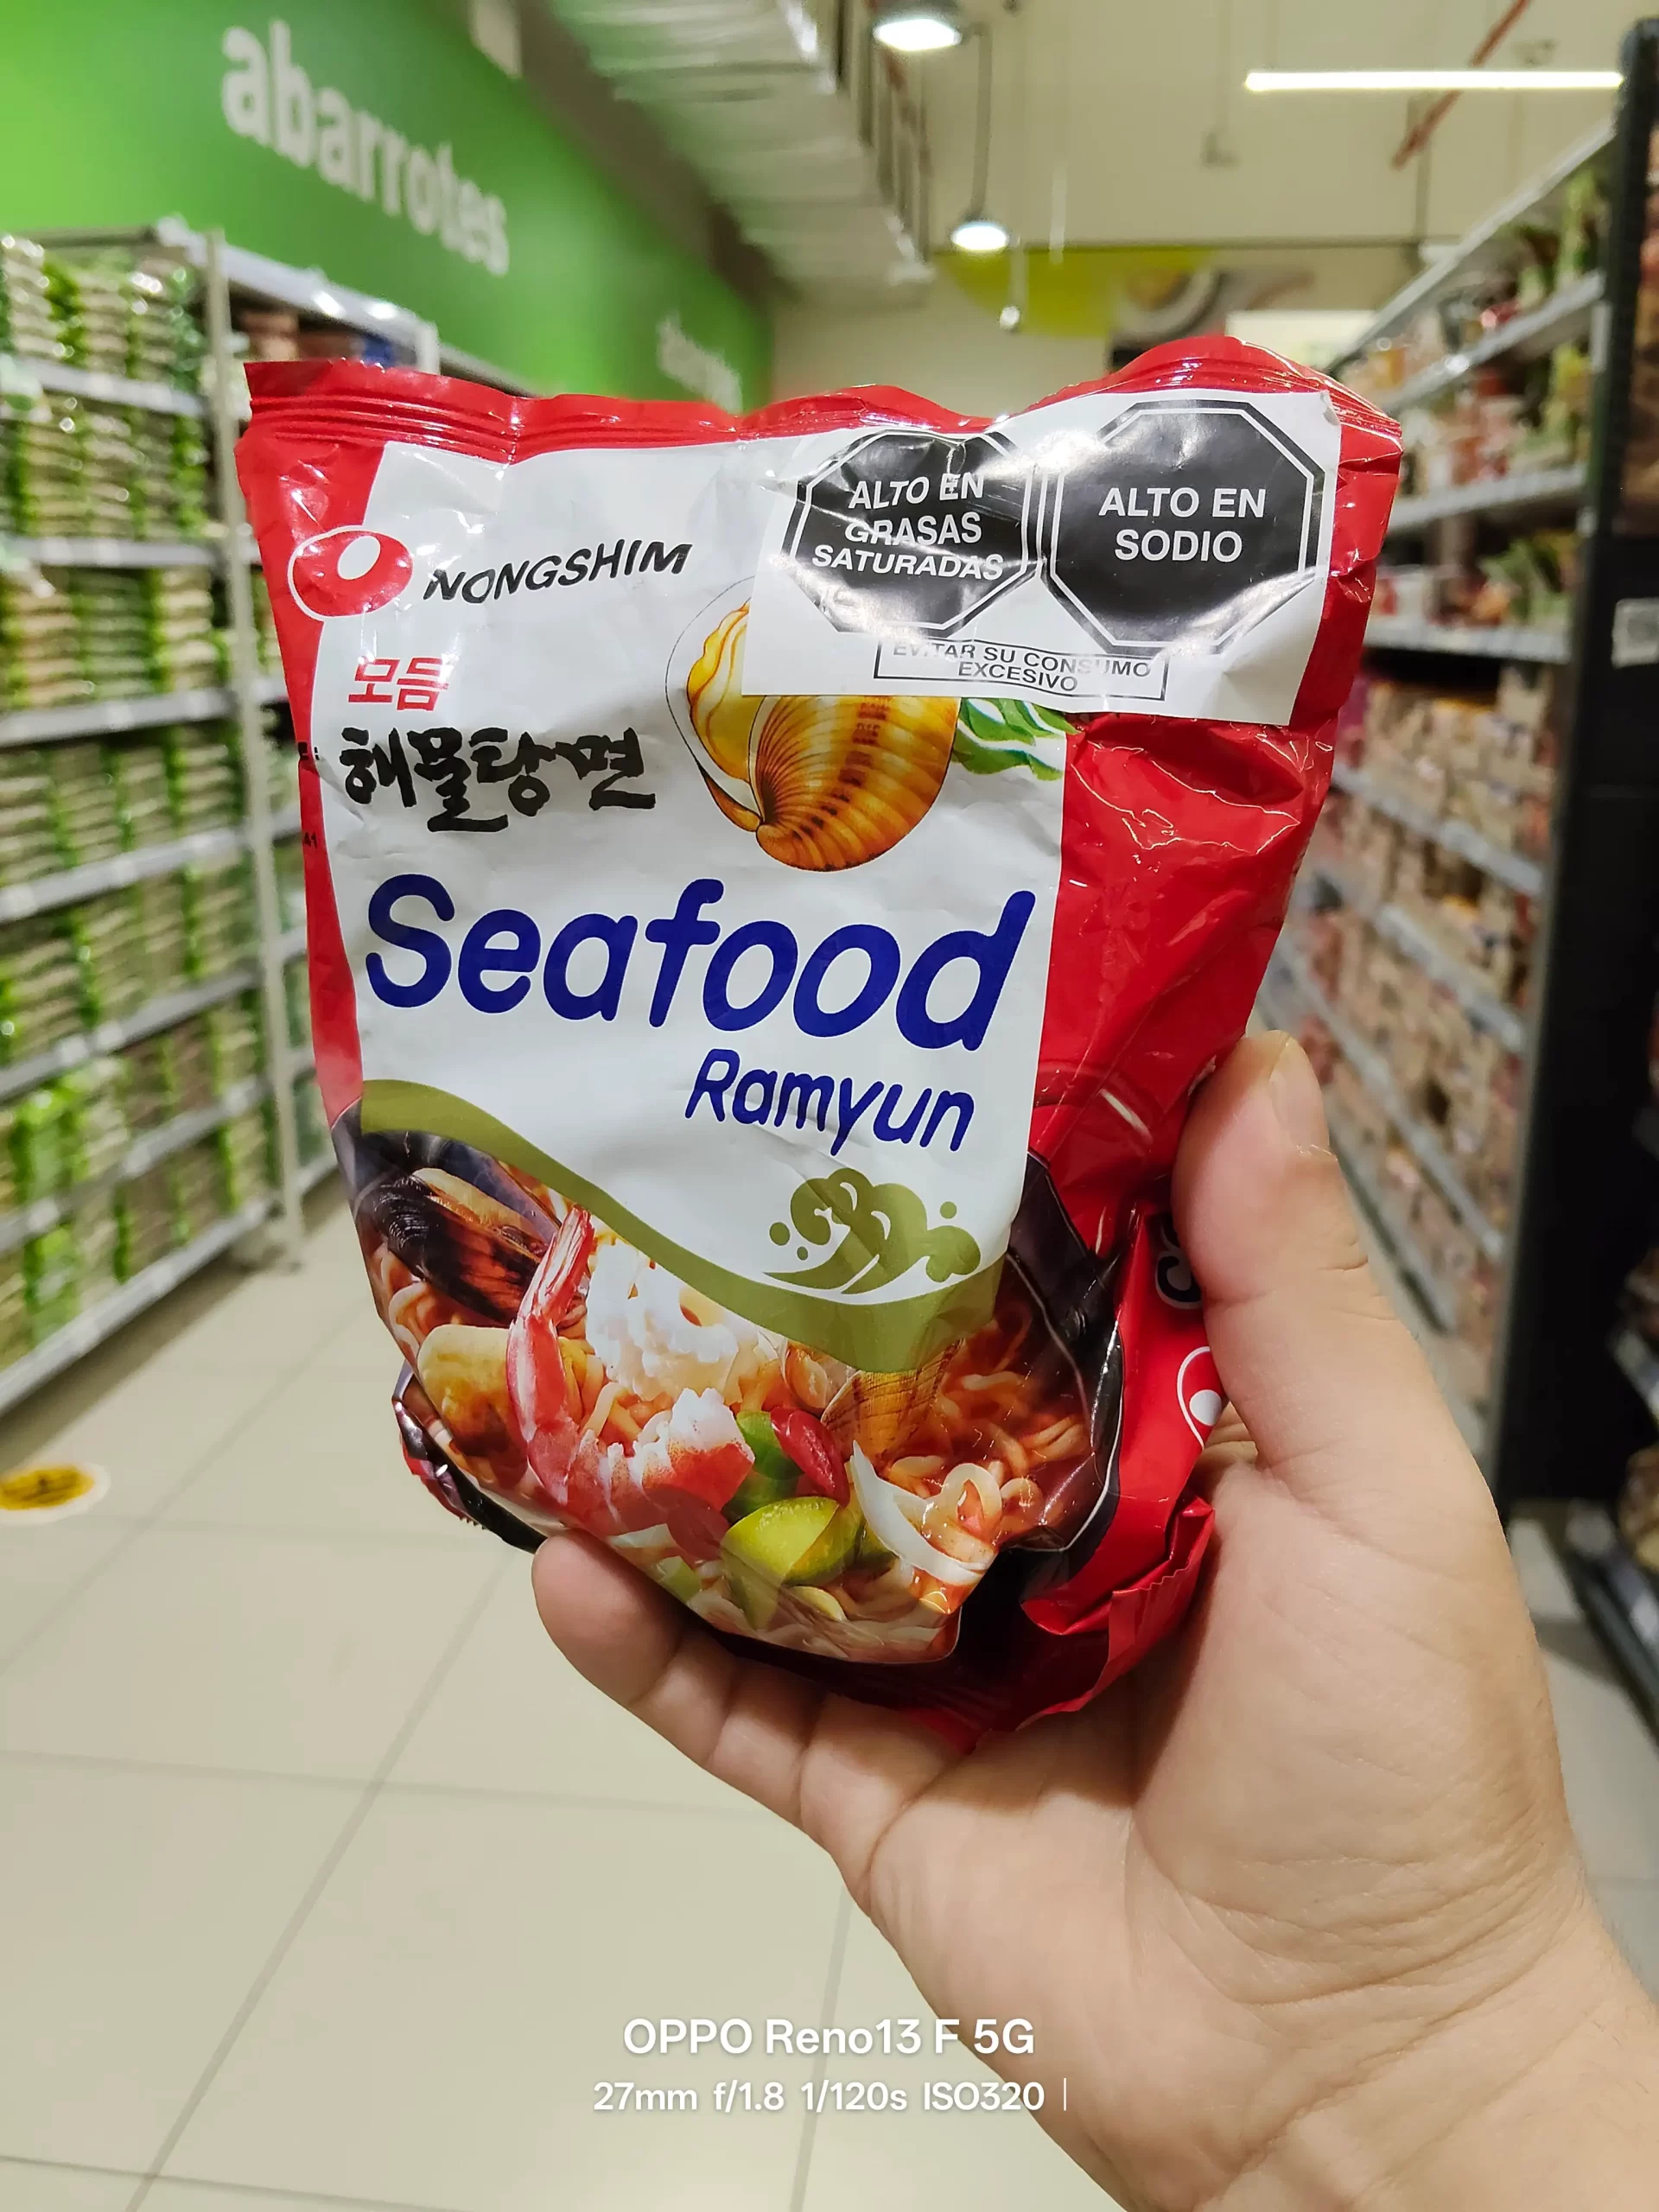 abarrotes
NONGSHIM
ALTO EN
GRASAS
SATURADAS
ALTO EN
SODIO
EVITAR SU CONSUMO
EXCESIVO
모듬
해물탕면
Seafood
Ramyun
OPPO Reno13 F 5G
27mm f/1.8 1/120s ISO320 |